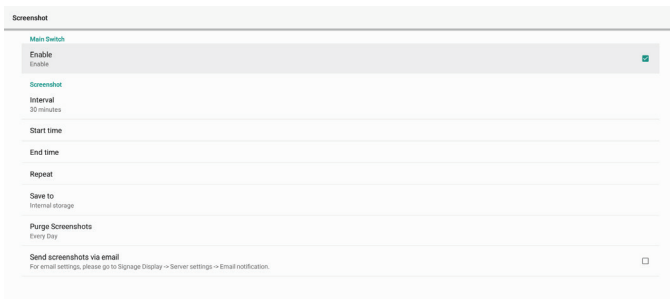 Screenshot
Main Switch
Enable
Enable
Screenshot
Interval
30 minutes
Start time
End time
Repeat
Save to
Internal storage
Purge Screenshots
Every Day
Send screenshots via email
For email settings, please go to Signage Display -> Server settings -> Email notification.